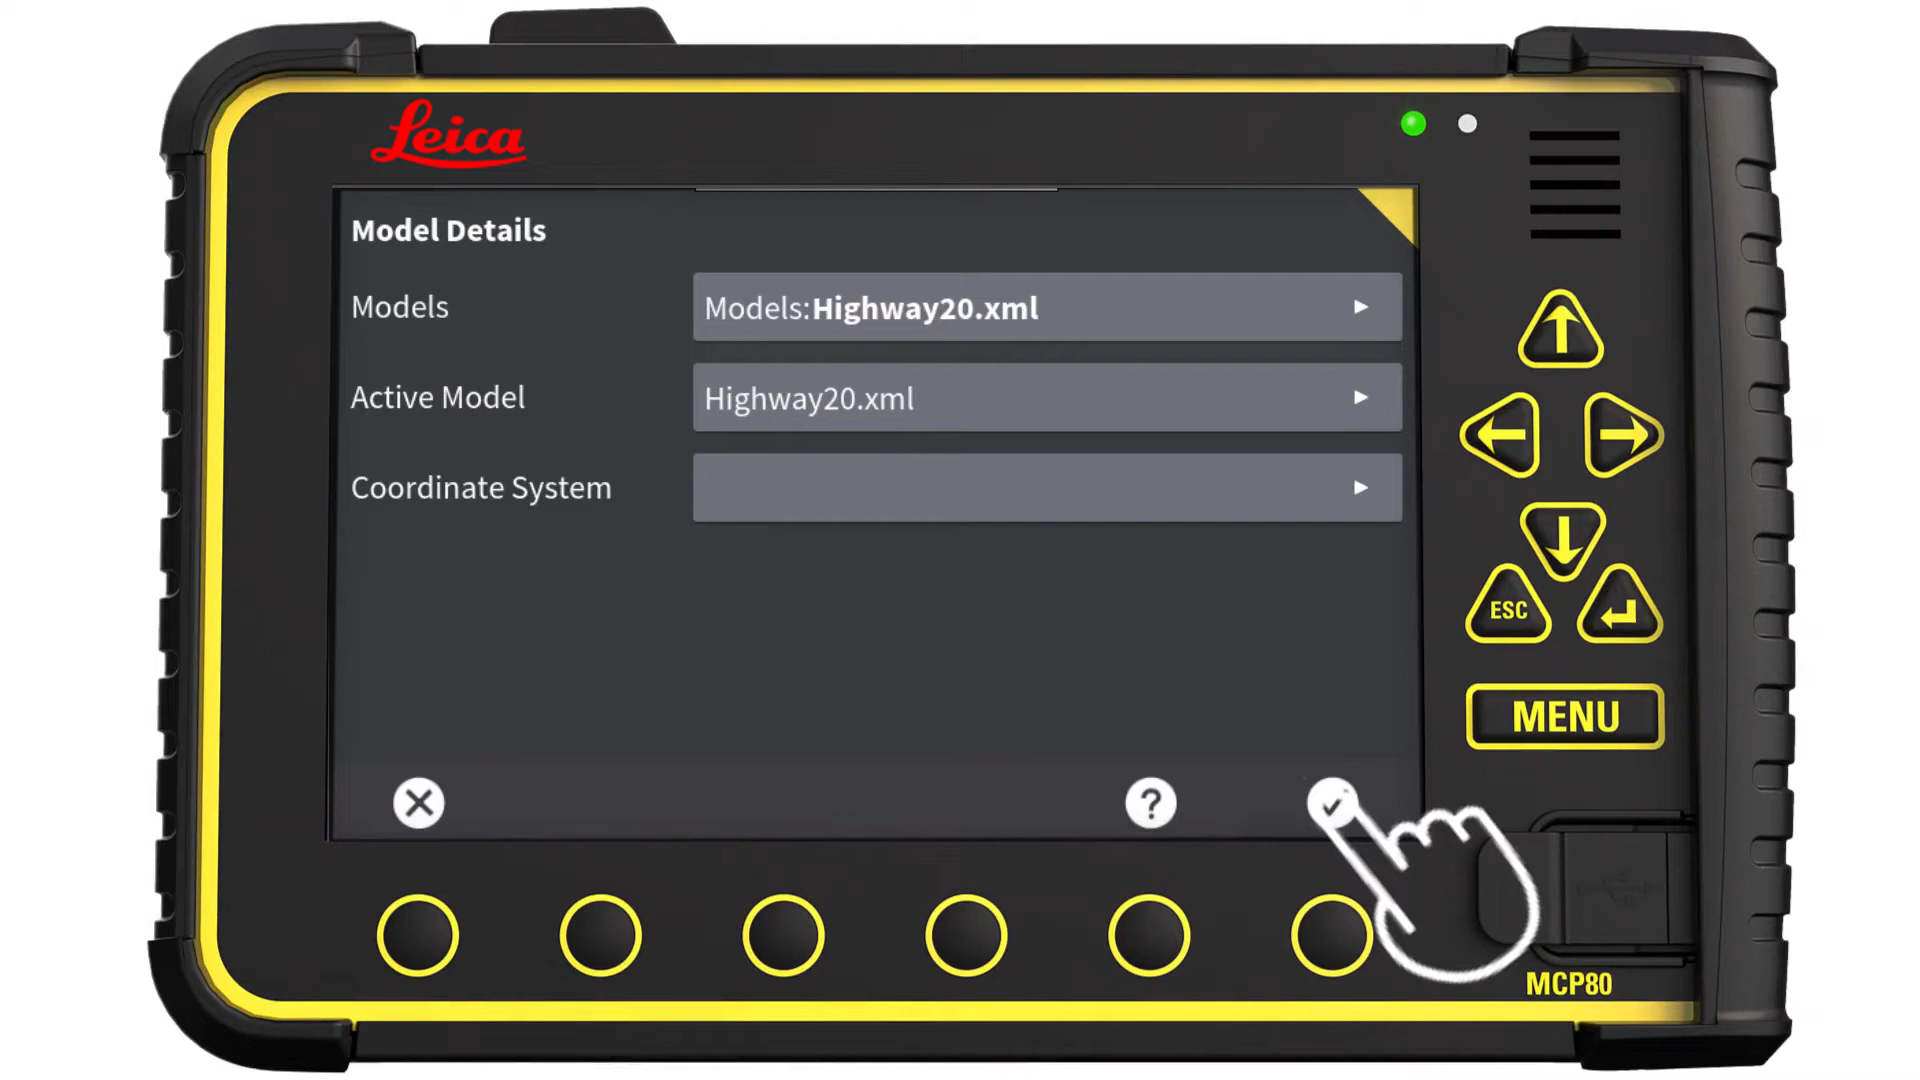 Leica
Model Details
Models
Models:Highway20.xml
Active Model
Highway20.xml
Coordinate System
ESC
MENU
?
MCP80